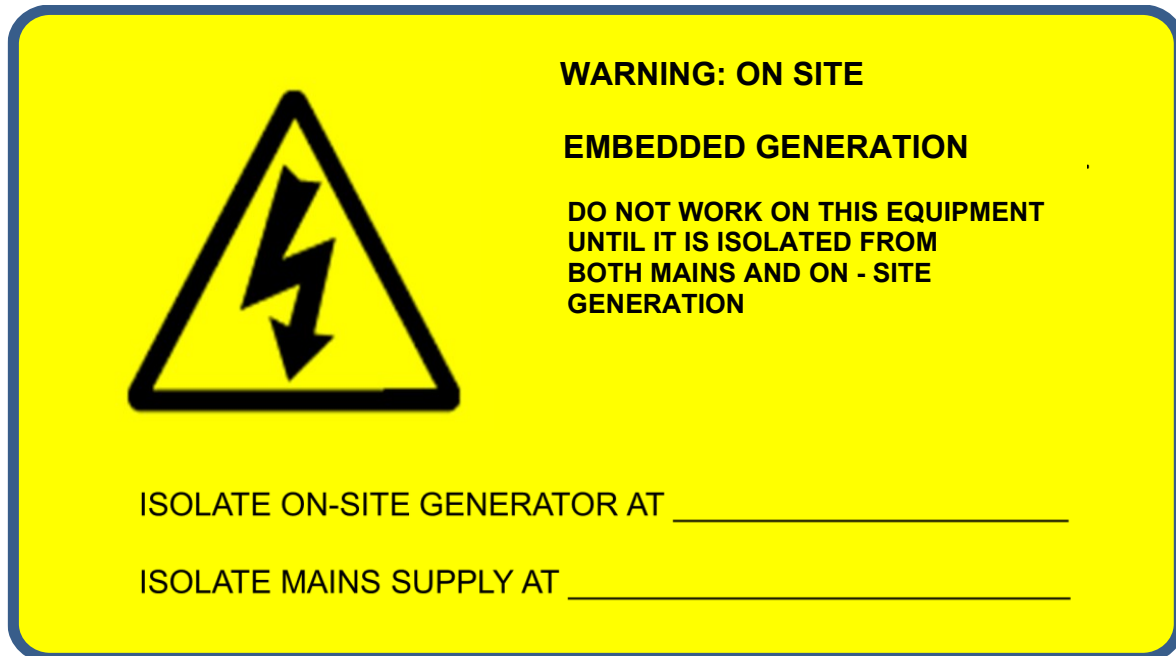 WARNING: ON SITE
EMBEDDED GENERATION
DO NOT WORK ON THIS EQUIPMENT
UNTIL IT IS ISOLATED FROM
BOTH MAINS AND ON - SITE
GENERATION
ISOLATE ON-SITE GENERATOR AT
ISOLATE MAINS SUPPLY AT